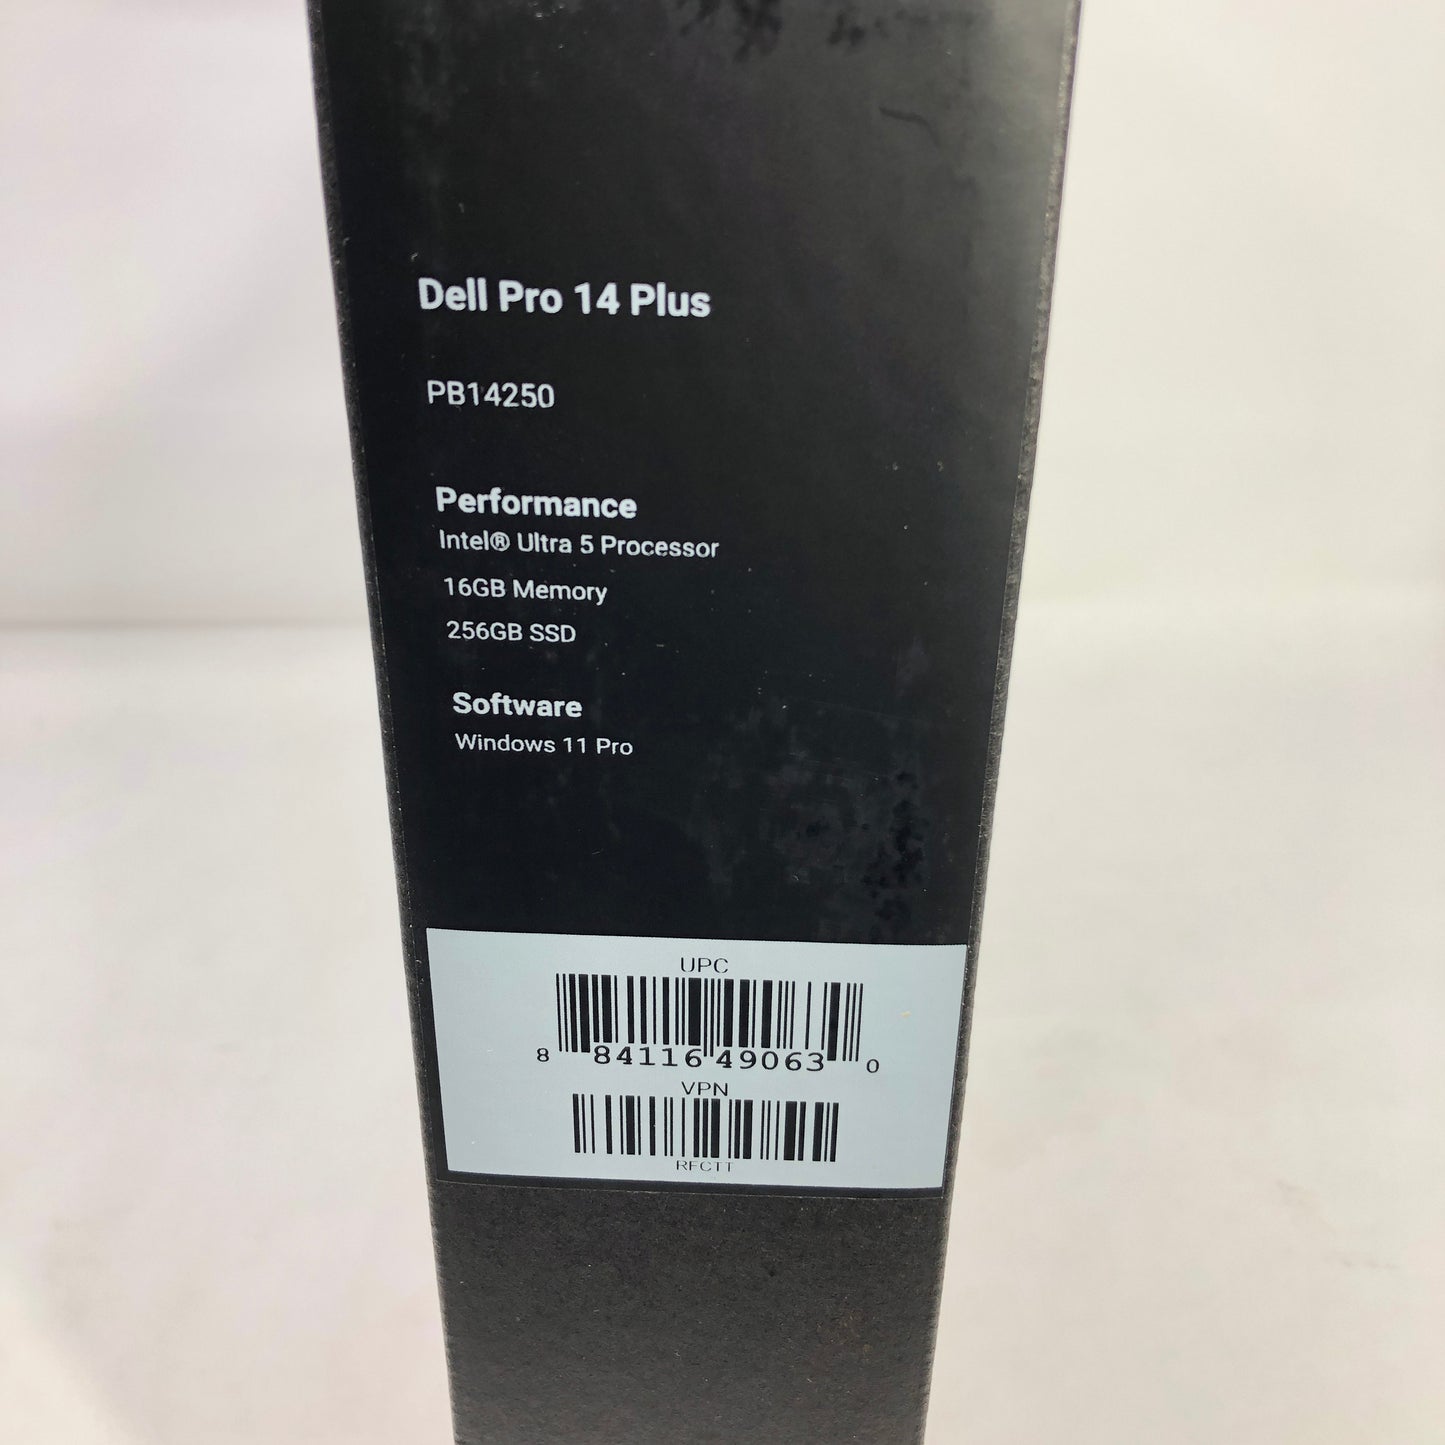 Dell Pro 14 Plus
PB14250
Performance
Intel® Ultra 5 Processor
16GB Memory
256GB SSD
Software
Windows 11 Pro
UPC
8 84116 49063 0
VPN
RFCTT